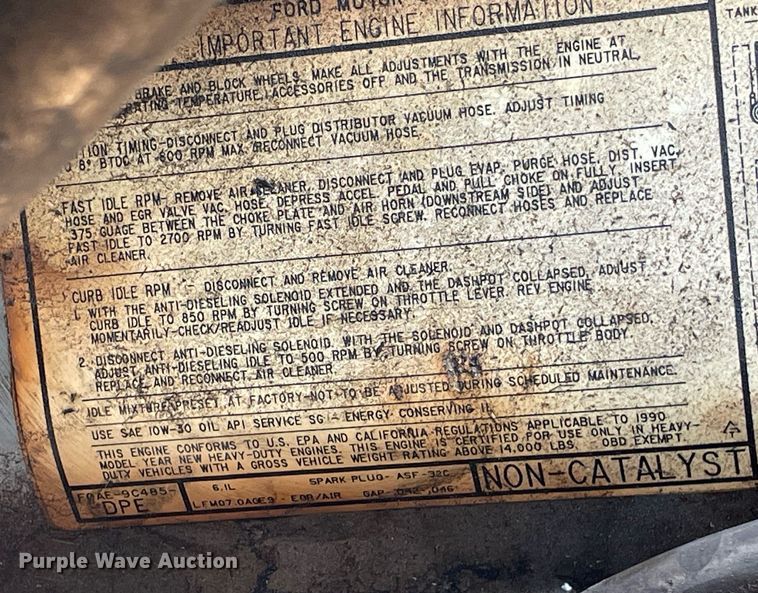 FORD MOTOR
IMPORTANT ENGINE INFORMATION
TANK
BRAKE AND BLOCK WHEELS. MAKE ALL ADJUSTMENTS WITH THE ENGINE AT
TEMPERATURE, ACCESSORIES OFF AND THE TRANSMISSION IN NEUTRAL.
TIMING-DISCONNECT AND PLUG DISTRIBUTOR VACUUM HOSE. ADJUST TIMING
8° BTDC AT 600 RPM MAX. RECONNECT VACUUM HOSE.
FAST IDLE RPM- REMOVE AIR CLEANER, DISCONNECT AND PLUG EVAP. PURGE HOSE, DIST. VAC.
HOSE AND EGR VALVE VAC. HOSE. DEPRESS ACCEL. PEDAL AND PULL CHOKE ON FULLY. INSERT
.375 GUAGE BETWEEN THE CHOKE PLATE AND AIR HORN (DOWNSTREAM SIDE) AND ADJUST
FAST IDLE TO 2700 RPM BY TURNING FAST IDLE SCREW. RECONNECT HOSES AND REPLACE
AIR CLEANER.
CURB IDLE RPM - DISCONNECT AND REMOVE AIR CLEANER.
1. WITH THE ANTI-DIESELING SOLENOID EXTENDED AND THE DASHPOT COLLAPSED, ADJUST
CURB IDLE TO 850 RPM BY TURNING SCREW ON THROTTLE LEVER. REV ENGINE
MOMENTARILY-CHECK/READJUST IDLE IF NECESSARY.
2. DISCONNECT ANTI-DIESELING SOLENOID. WITH THE SOLENOID AND DASHPOT COLLAPSED,
ADJUST ANTI-DIESELING IDLE TO 500 RPM BY TURNING SCREW ON THROTTLE BODY.
REPLACE AND RECONNECT AIR CLEANER.
IDLE MIXTURE PRESET AT FACTORY-NOT TO BE ADJUSTED DURING SCHEDULED MAINTENANCE.
USE SAE 10W-30 OIL API SERVICE SG - ENERGY CONSERVING II.
THIS ENGINE CONFORMS TO U.S. EPA AND CALIFORNIA REGULATIONS APPLICABLE TO 1990
MODEL YEAR NEW HEAVY-DUTY ENGINES. THIS ENGINE IS CERTIFIED FOR USE ONLY IN HEAVY-
DUTY VEHICLES WITH A GROSS VEHICLE WEIGHT RATING ABOVE 14,000 LBS. OBD EXEMPT.
F0AE-9C485-
DPE
6.1L SPARK PLUG- ASF-32C
LFM07.0AGE9 - EGR/AIR GAP .042-.046
NON-CATALYST
Purple Wave Auction